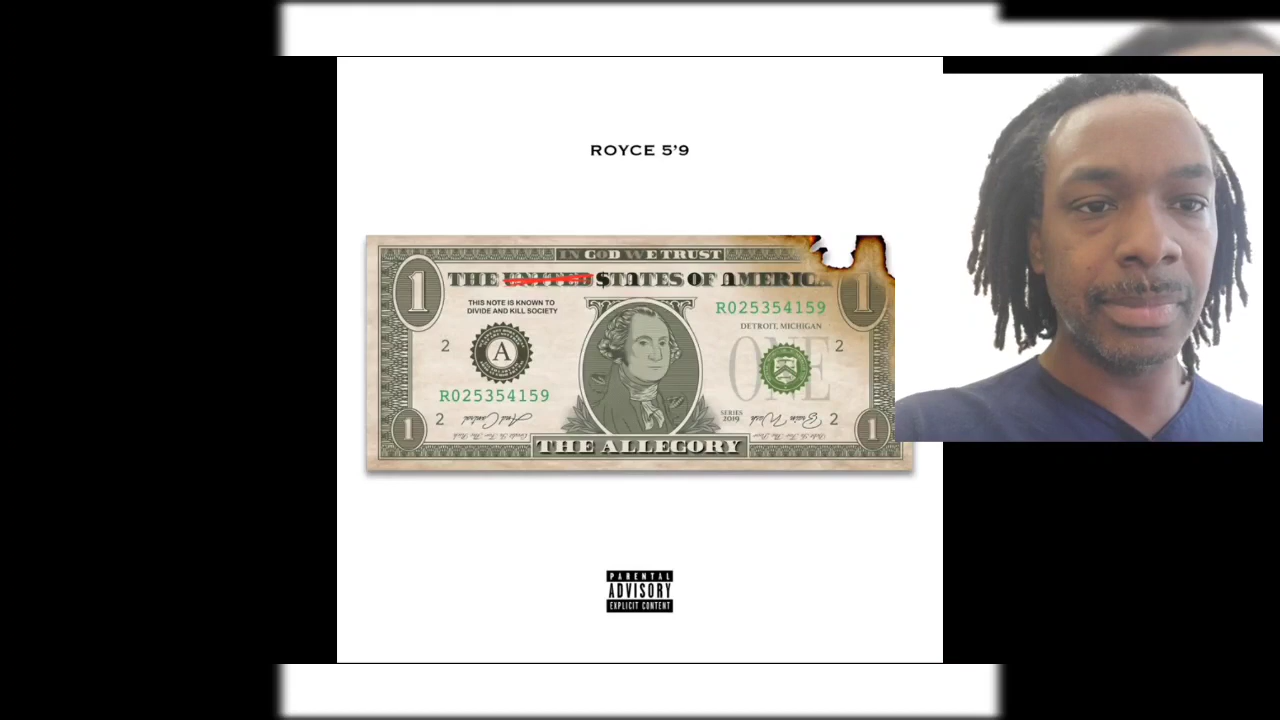 ROYCE 5’9
IN GOD WE TRUST
1 THE UNITED $TATES OF AMERICA 1
THIS NOTE IS KNOWN TO
DIVIDE AND KILL SOCIETY
R025354159
DETROIT, MICHIGAN
2 A ONE 2
R025354159
SERIES
2019
1 2 2 1
THE ALLEGORY
PARENTAL
ADVISORY
EXPLICIT CONTENT